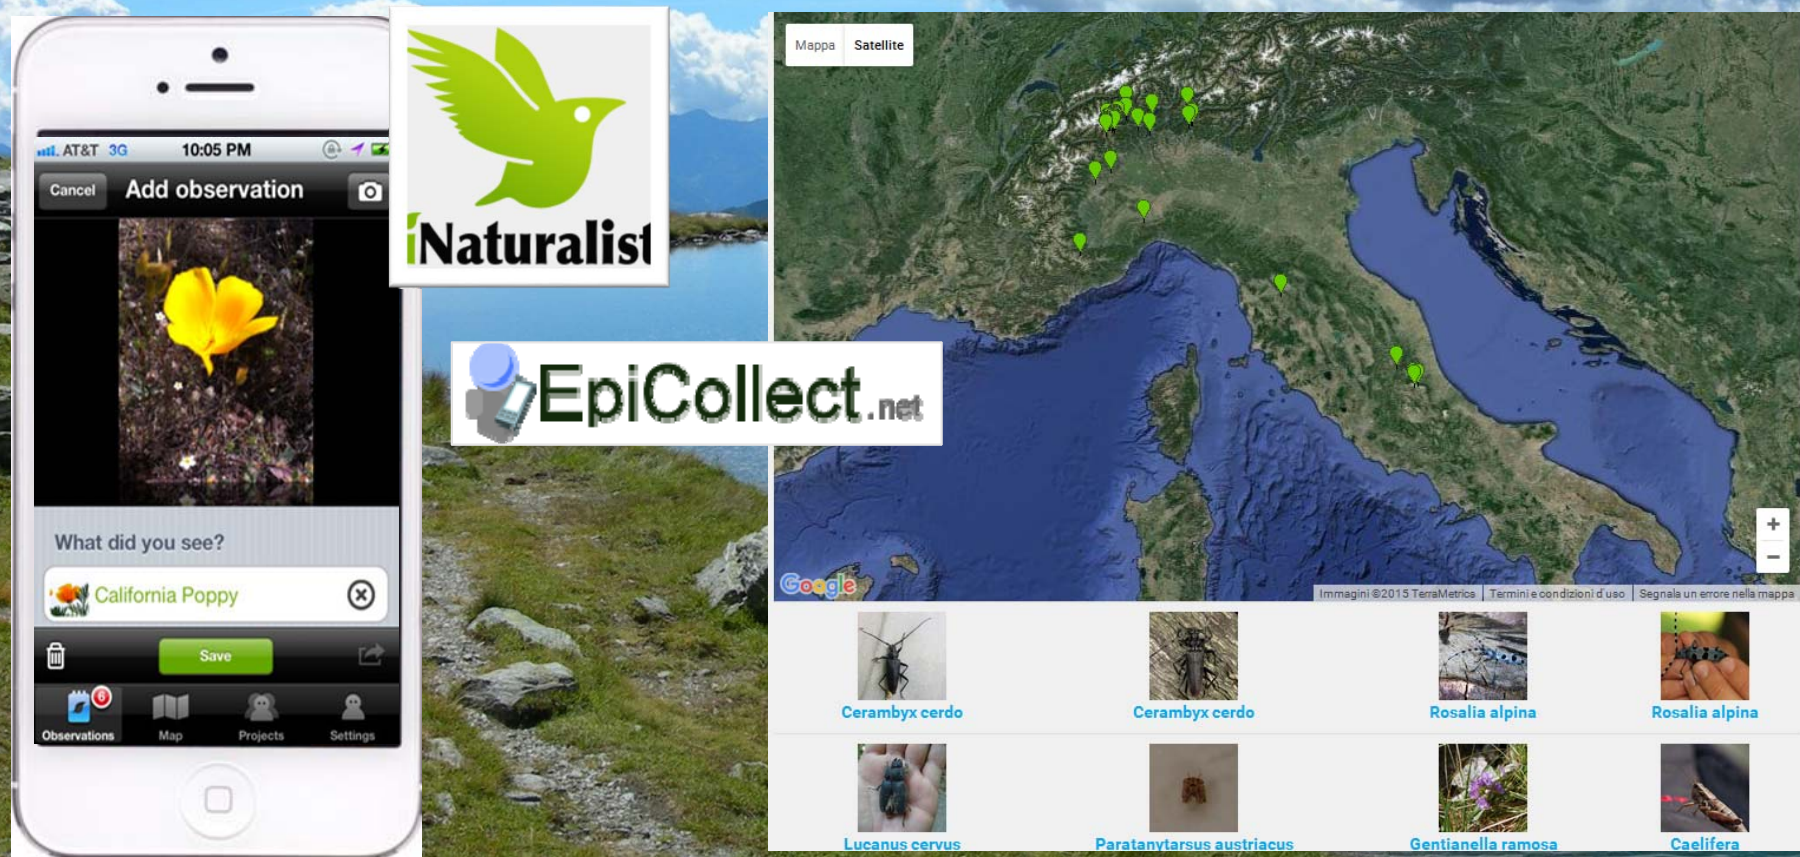 AT&T 3G 10:05 PM
Cancel Add observation
What did you see?
California Poppy
Save
6
Observations Map Projects Settings
iNaturalist
EpiCollect.net
Mappa Satellite
+
−
Google
Immagini ©2015 TerraMetrics Termini e condizioni d'uso Segnala un errore nella mappa
Cerambyx cerdo Cerambyx cerdo Rosalia alpina Rosalia alpina
Lucanus cervus Paratanytarsus austriacus Gentianella ramosa Caelifera